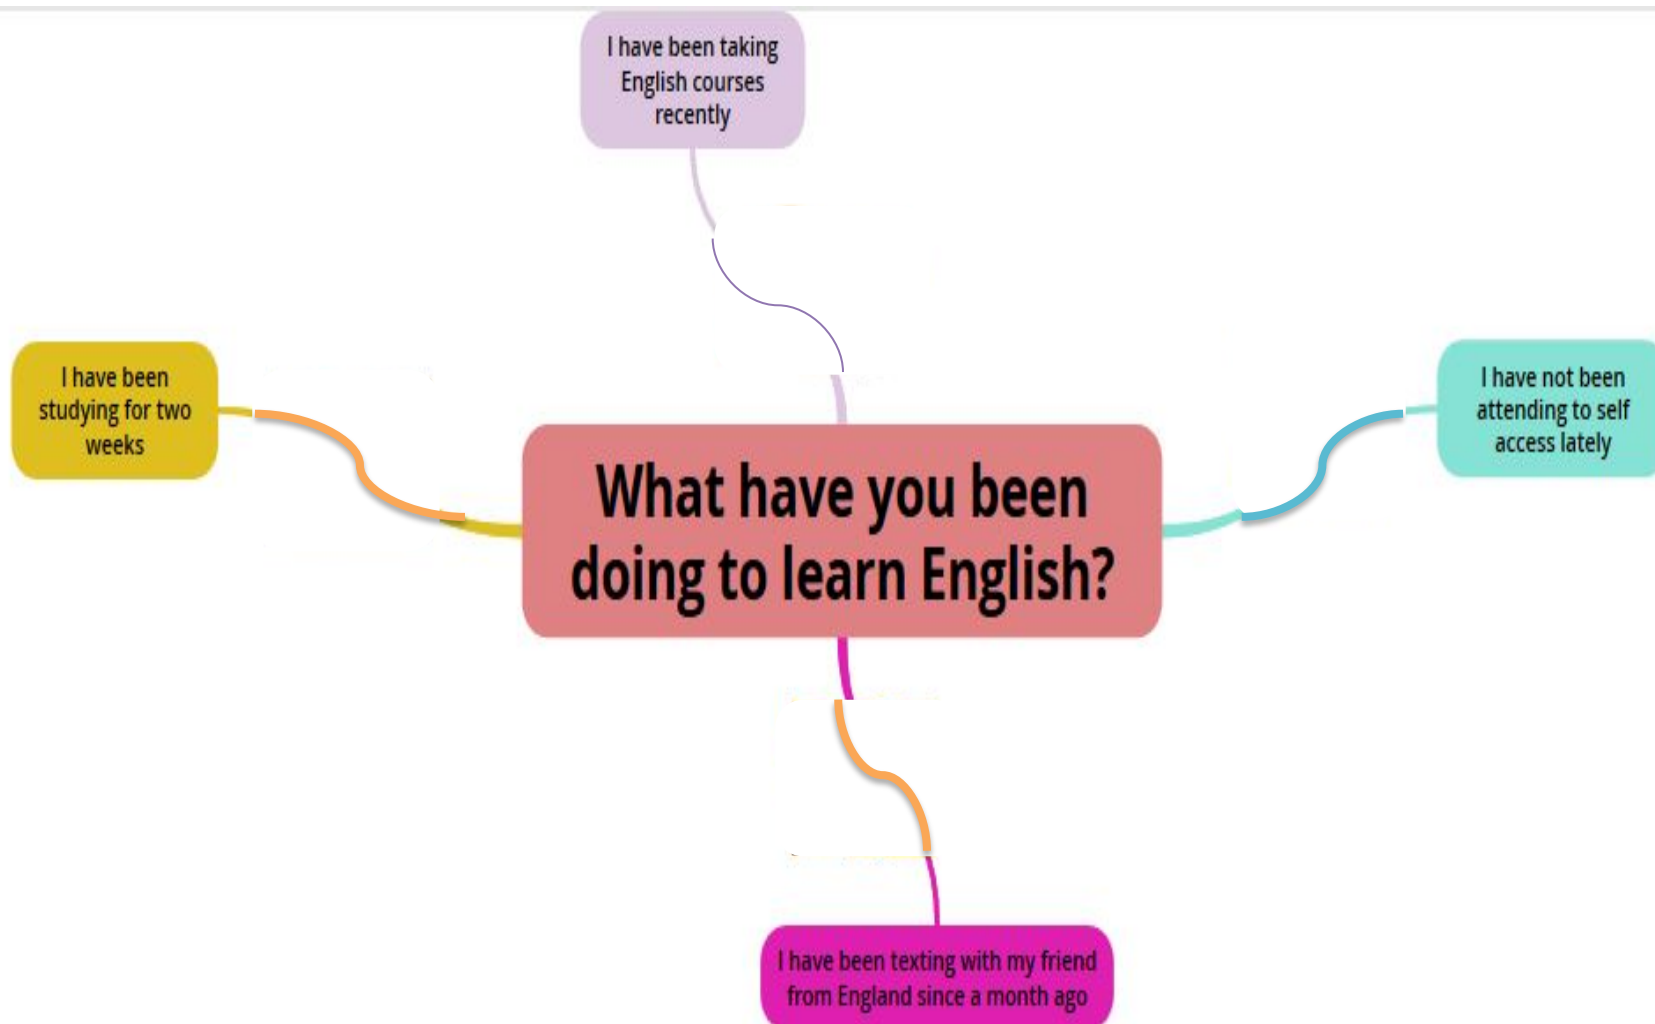 I have been taking
English courses
recently
I have been
studying for two
weeks
I have not been
attending to self
access lately
What have you been
doing to learn English?
I have been texting with my friend
from England since a month ago